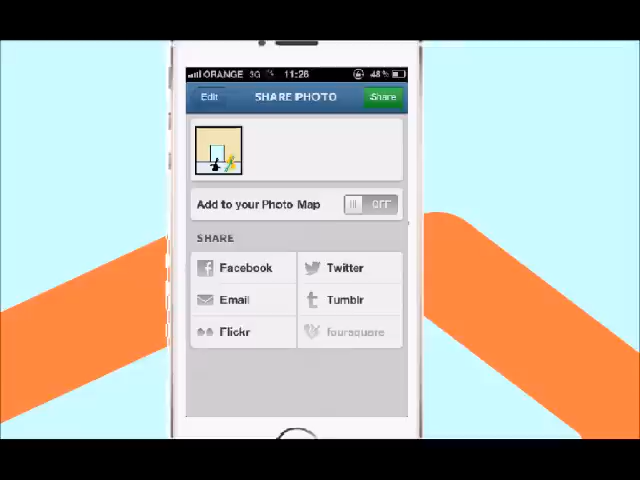 ORANGE 3G 11:26 48%
Edit SHARE PHOTO Share
Add to your Photo Map OFF
SHARE
Facebook Twitter
Email Tumblr
Flickr foursquare